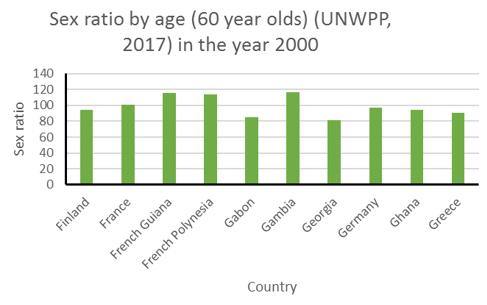 Sex ratio by age (60 year olds) (UNWPP,
2017) in the year 2000
140
120
100
80
60
40
20
0
Sex ratio
Finland
France
French Guiana
French Polynesia
Gabon
Gambia
Georgia
Germany
Ghana
Greece
Country